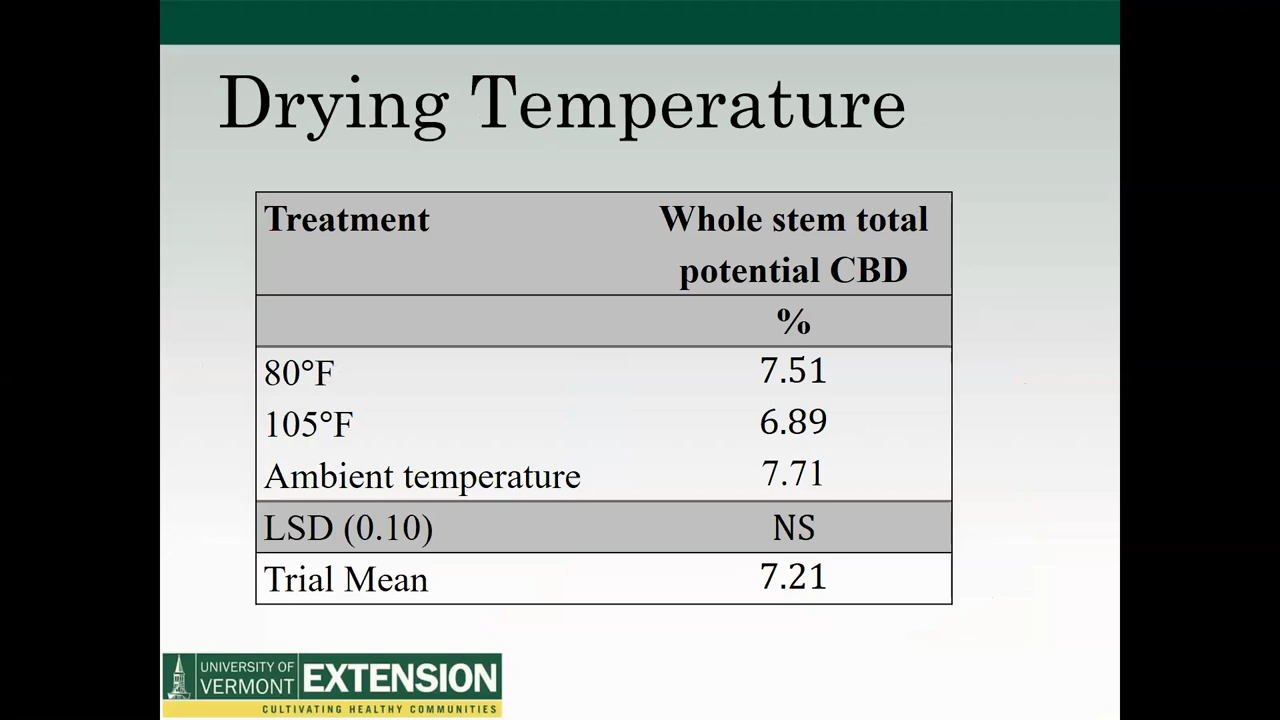 Drying Temperature
Treatment Whole stem total
potential CBD
%
80°F 7.51
105°F 6.89
Ambient temperature 7.71
LSD (0.10) NS
Trial Mean 7.21
UNIVERSITY OF
VERMONT
EXTENSION
CULTIVATING HEALTHY COMMUNITIES